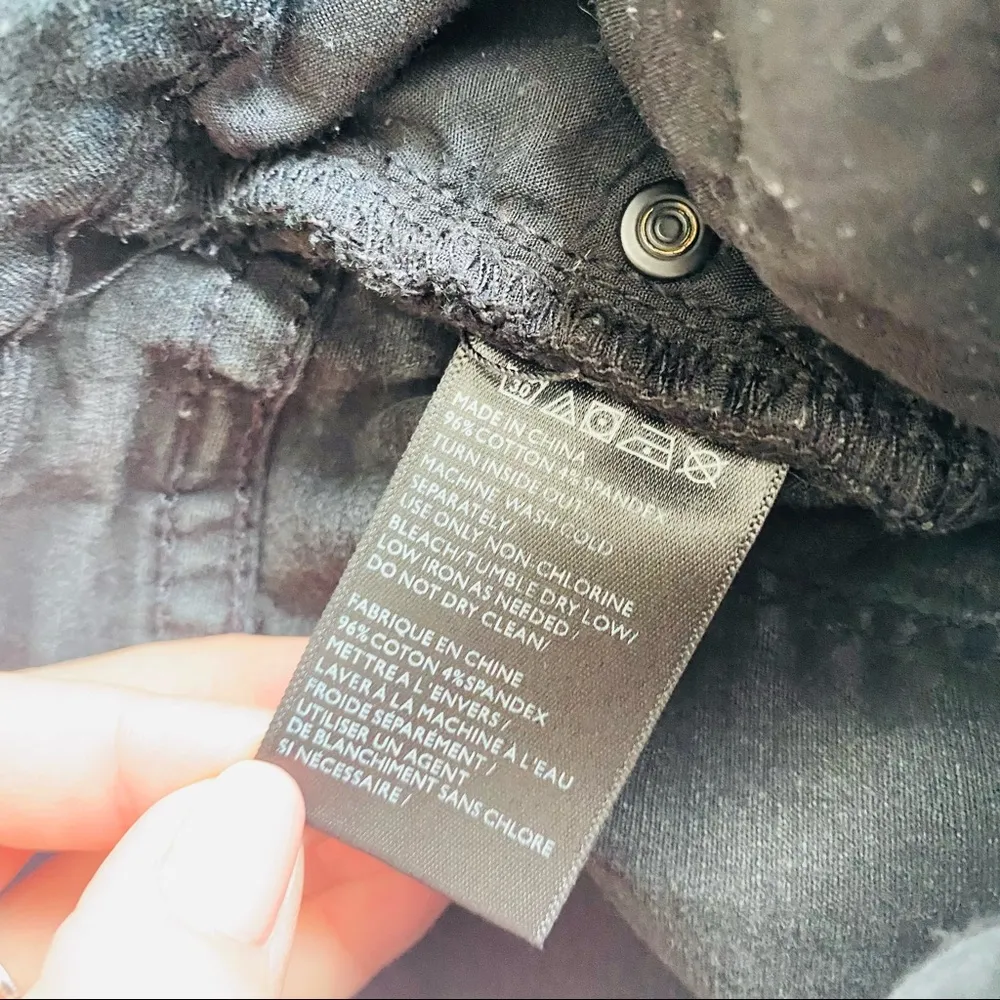 30
MADE IN CHINA
96%COTTON 4%SPANDEX
TURN INSIDE OUT
MACHINE WASH COLD
SEPARATELY/
USE ONLY NON-CHLORINE
BLEACH/TUMBLE DRY LOW/
LOW IRON AS NEEDED/
DO NOT DRY CLEAN/
FABRIQUE EN CHINE
96% COTON 4%SPANDEX
METTRE A L'ENVERS/
LAVER À LA MACHINE À L'EAU
FROIDE SÉPARÉMENT/
UTILISER UN AGENT
DE BLANCHIMENT SANS CHLORE
SI NÉCESSAIRE/